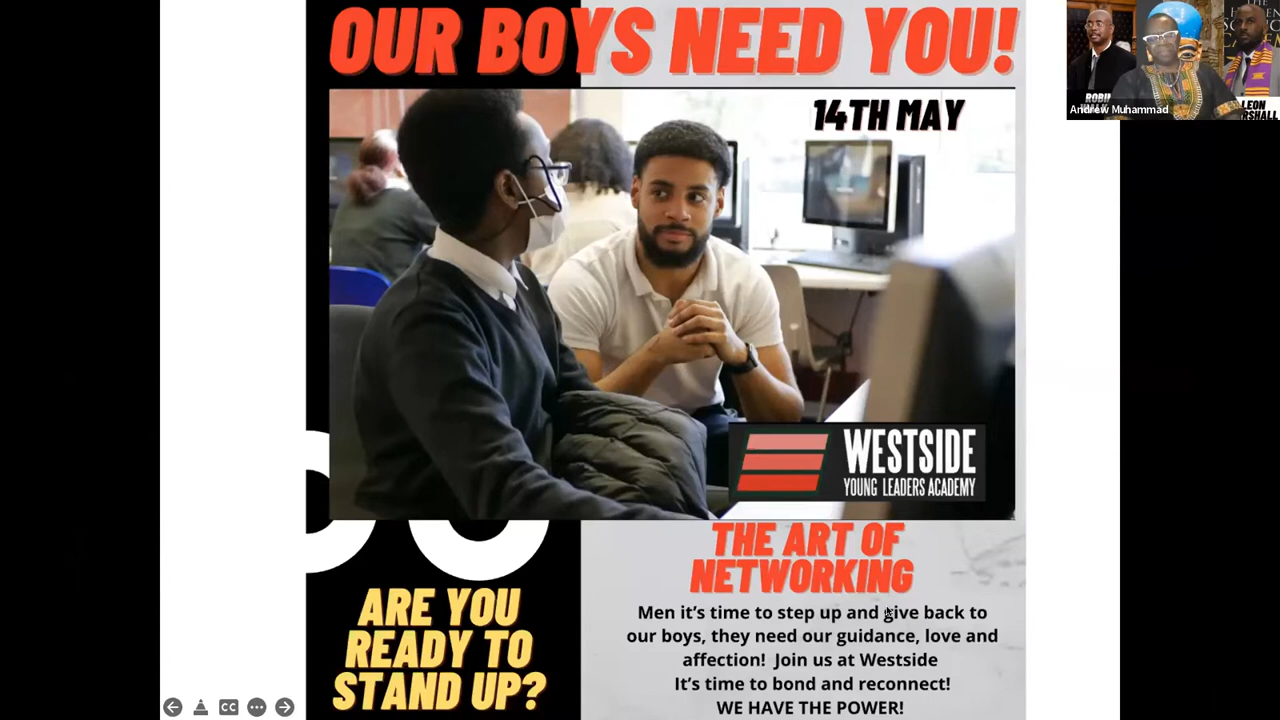 OUR BOYS NEED YOU!
14TH MAY
WESTSIDE
YOUNG LEADERS ACADEMY
THE ART OF
NETWORKING
Men it’s time to step up and give back to
our boys, they need our guidance, love and
affection! Join us at Westside
It’s time to bond and reconnect!
WE HAVE THE POWER!
ARE YOU
READY TO
STAND UP?
Andrew Muhammad
LEON
CC